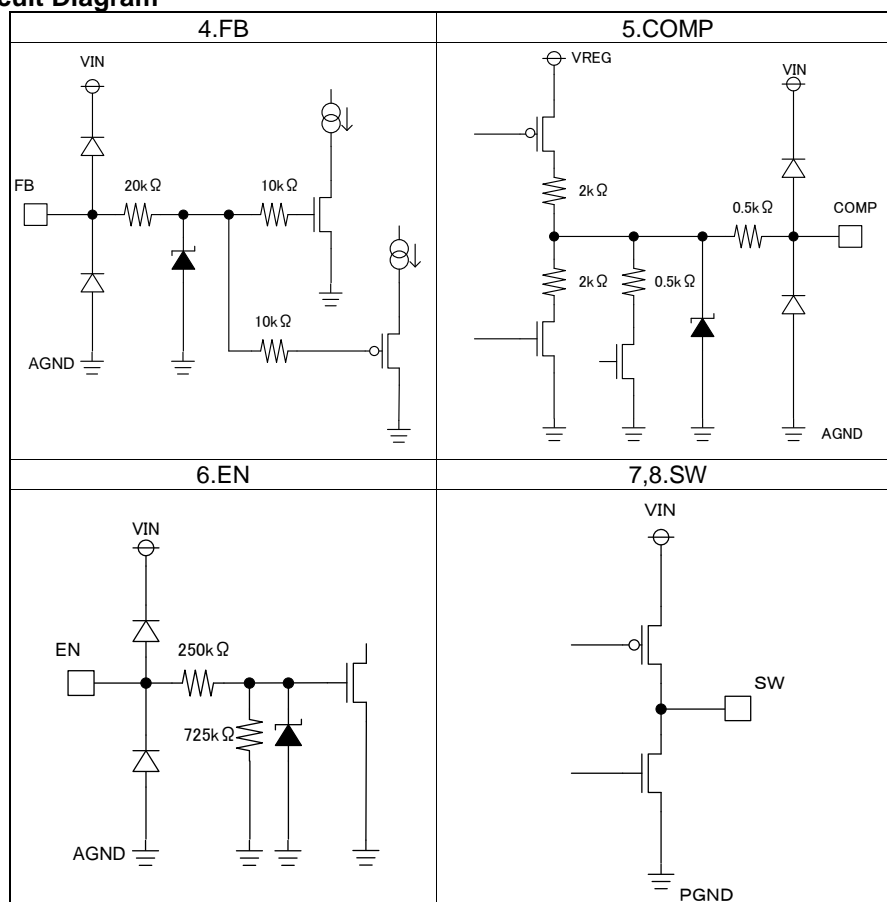 cuit Diagram
4.FB
VIN
FB
20kΩ
10kΩ
10kΩ
AGND
5.COMP
VREG
VIN
2kΩ
0.5kΩ
COMP
2kΩ
0.5kΩ
AGND
6.EN
VIN
EN
250kΩ
725kΩ
AGND
7,8.SW
VIN
SW
PGND